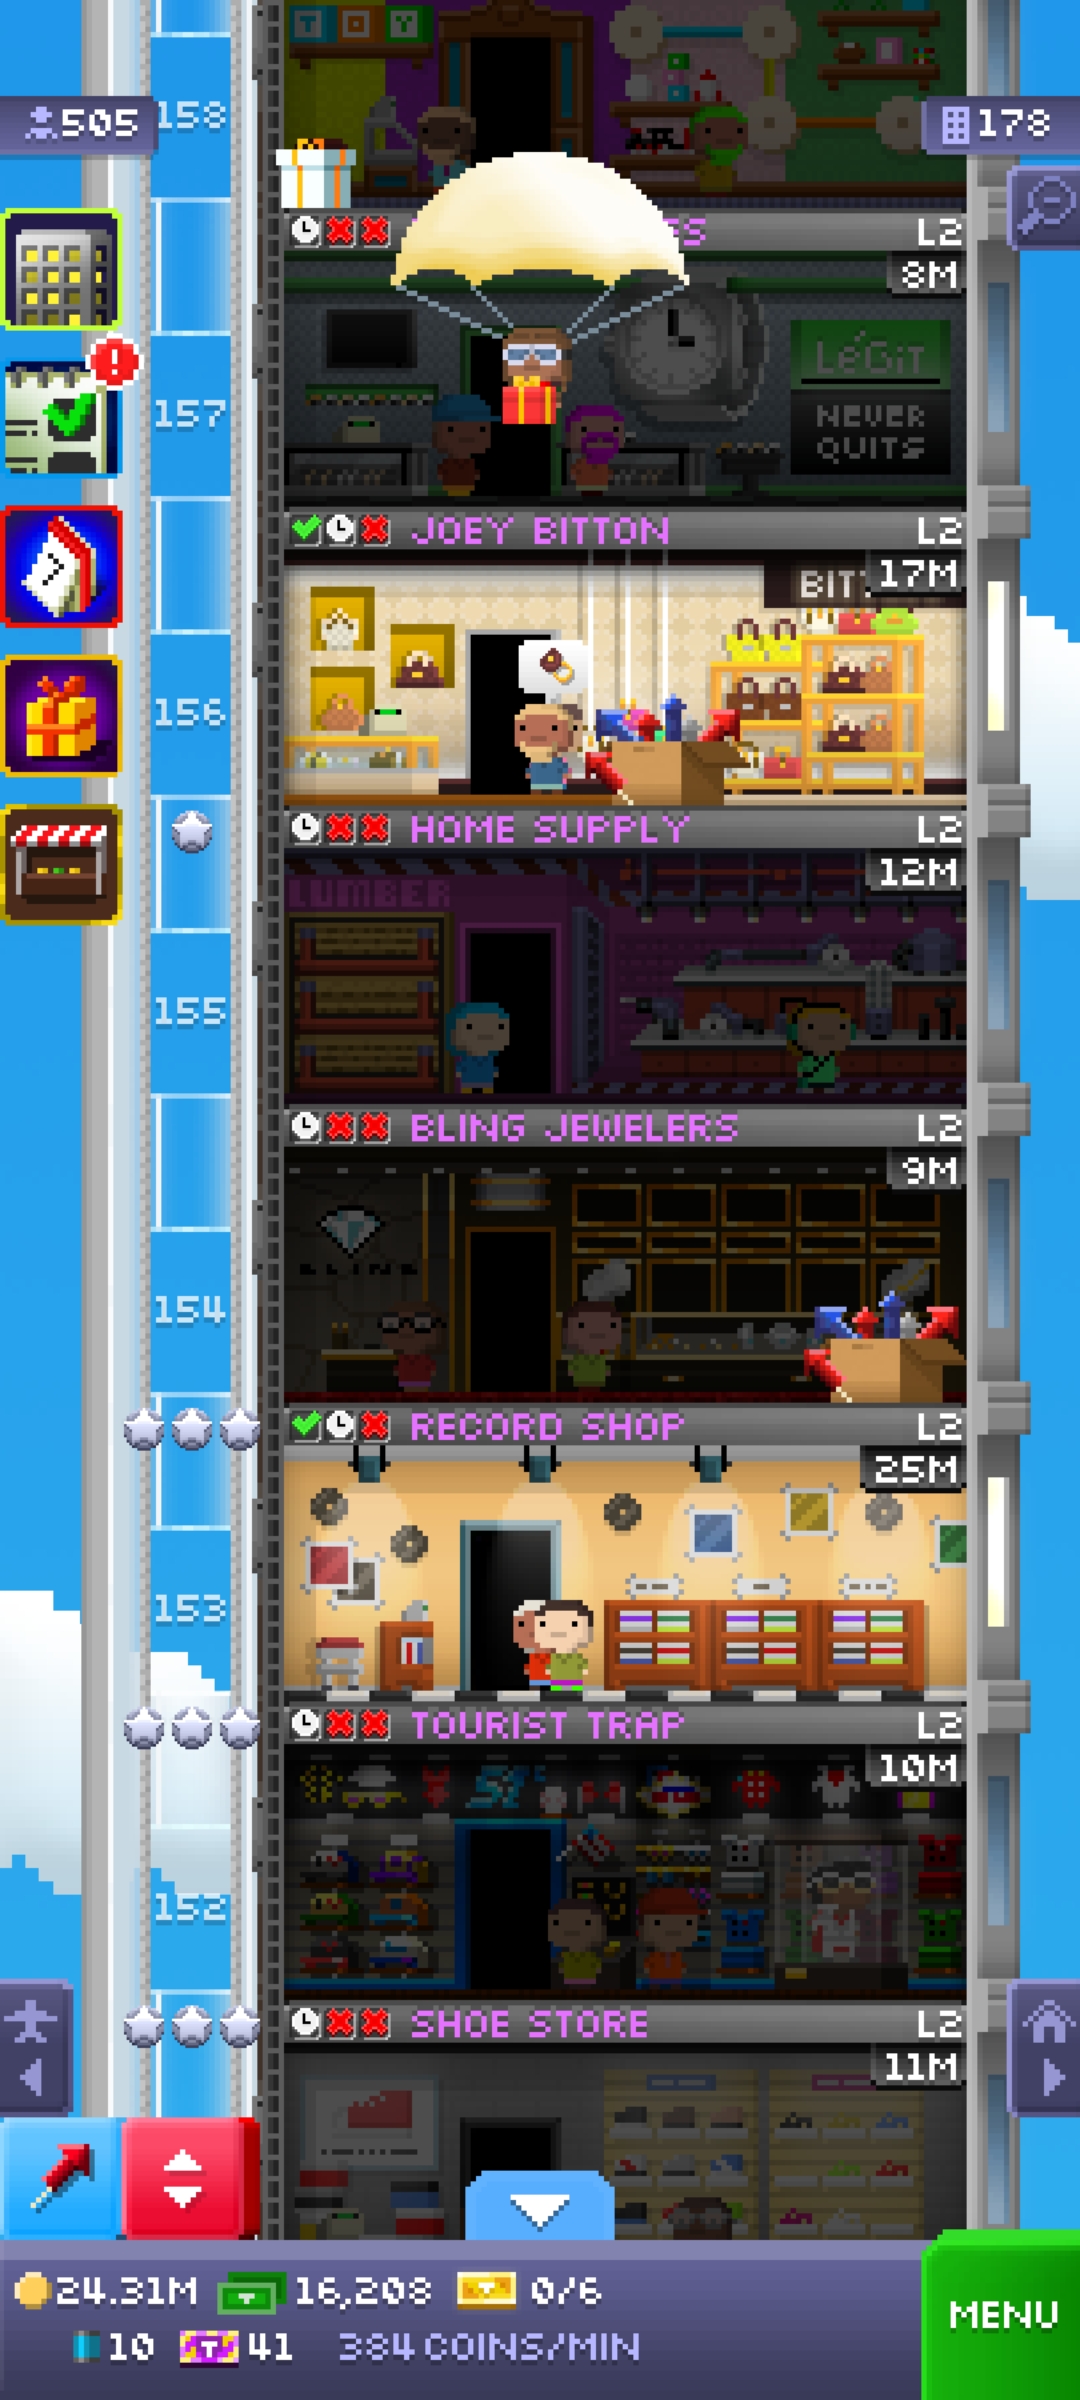 TOY
158
505
178
S L2
8M
LéGiT
NEVER
QUITS
157
JOEY BITTON L2
17M
BIT
156
HOME SUPPLY L2
12M
LUMBER
155
BLING JEWELERS L2
9M
BLING
154
RECORD SHOP L2
25M
153
TOURIST TRAP L2
10M
152
SHOE STORE L2
11M
24.31M 16,208 0/6
10 41 384 COINS/MIN
MENU